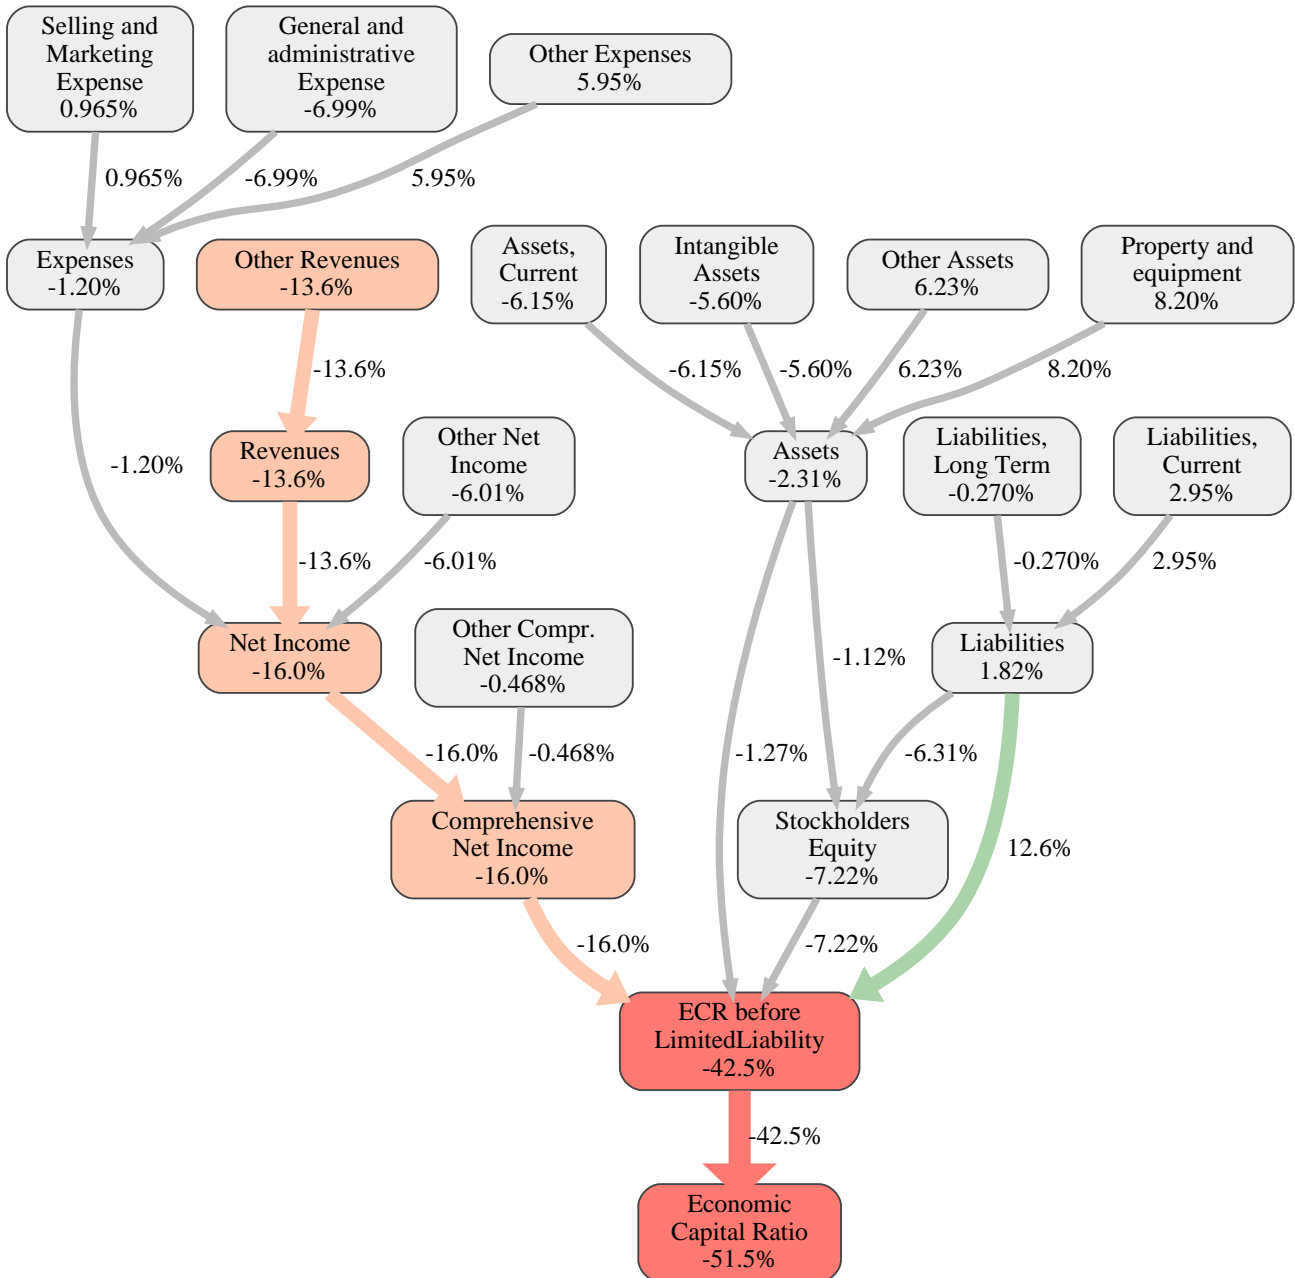 Selling and
Marketing
Expense
0.965%
General and
administrative
Expense
-6.99%
Other Expenses
5.95%
0.965%
-6.99%
5.95%
Expenses
-1.20%
Other Revenues
-13.6%
Assets,
Current
-6.15%
Intangible
Assets
-5.60%
Other Assets
6.23%
Property and
equipment
8.20%
-13.6%
-6.15%
-5.60%
6.23%
8.20%
-1.20%
Revenues
-13.6%
Other Net
Income
-6.01%
Assets
-2.31%
Liabilities,
Long Term
-0.270%
Liabilities,
Current
2.95%
-13.6%
-6.01%
-0.270%
2.95%
Net Income
-16.0%
Other Compr.
Net Income
-0.468%
-1.12%
Liabilities
1.82%
-16.0%
-0.468%
-1.27%
-6.31%
Comprehensive
Net Income
-16.0%
Stockholders
Equity
-7.22%
12.6%
-16.0%
-7.22%
ECR before
LimitedLiability
-42.5%
-42.5%
Economic
Capital Ratio
-51.5%